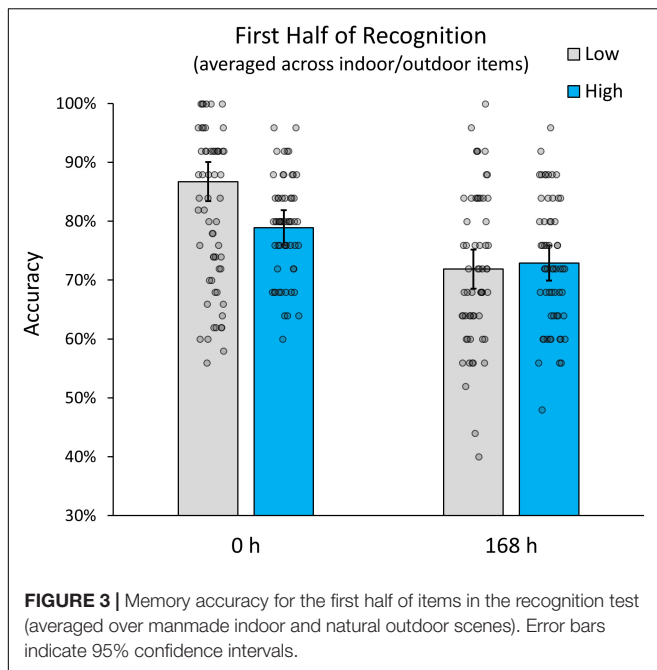 First Half of Recognition
(averaged across indoor/outdoor items)
Low
High
100%
90%
80%
70%
60%
50%
40%
30%
Accuracy
0 h
168 h
FIGURE 3 | Memory accuracy for the first half of items in the recognition test
(averaged over manmade indoor and natural outdoor scenes). Error bars
indicate 95% confidence intervals.